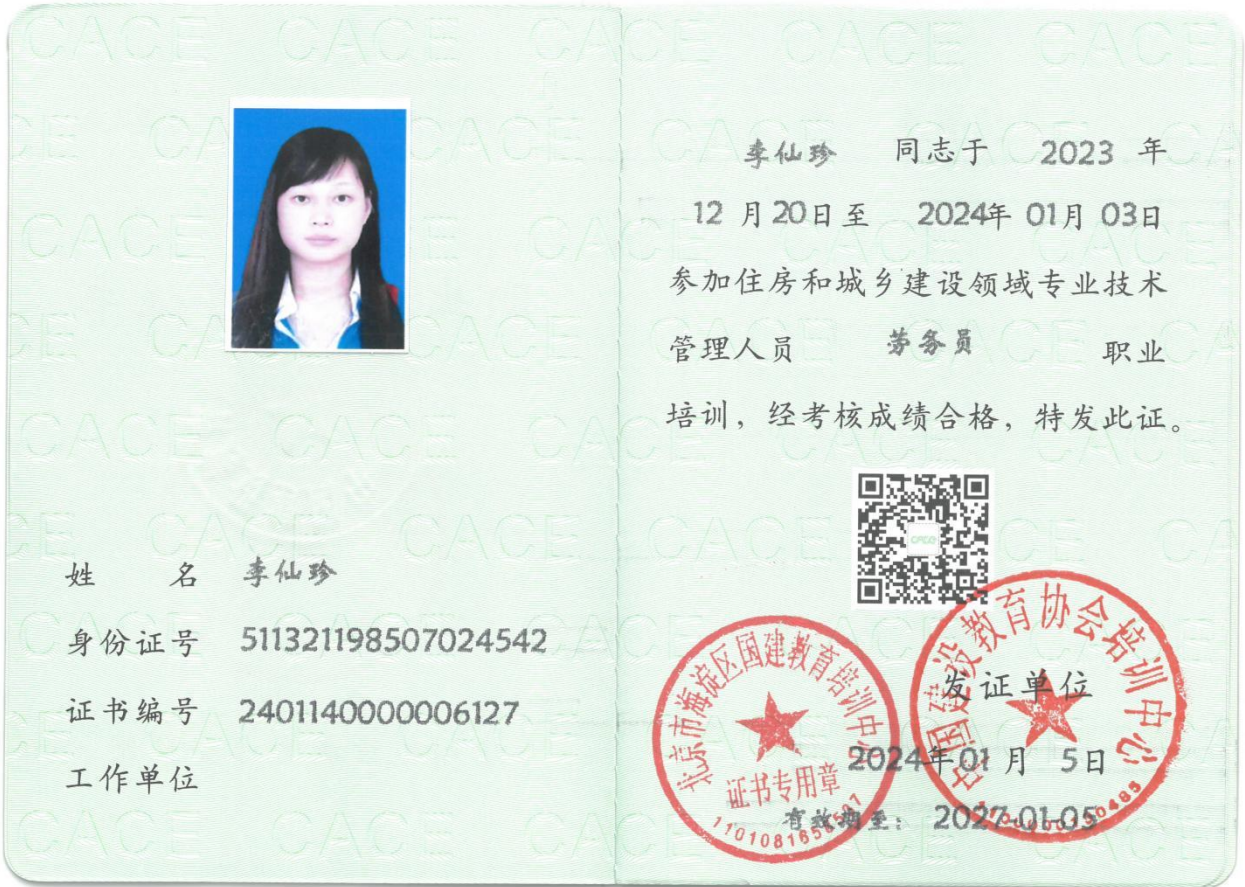 姓 名 李仙珍
身份证号 511321198507024542
证书编号 2401140000006127
工作单位
李仙珍 同志于 2023 年
12 月 20 日至 2024年 01月 03日
参加住房和城乡建设领域专业技术
管理人员 劳务员 职业
培训，经考核成绩合格，特发此证。
中国建设教育协会培训中心
北京市海淀区国建教育培训中心
发证单位
2024年 01 月 5日
证书专用章
有效期至： 2027-01-05
CACE